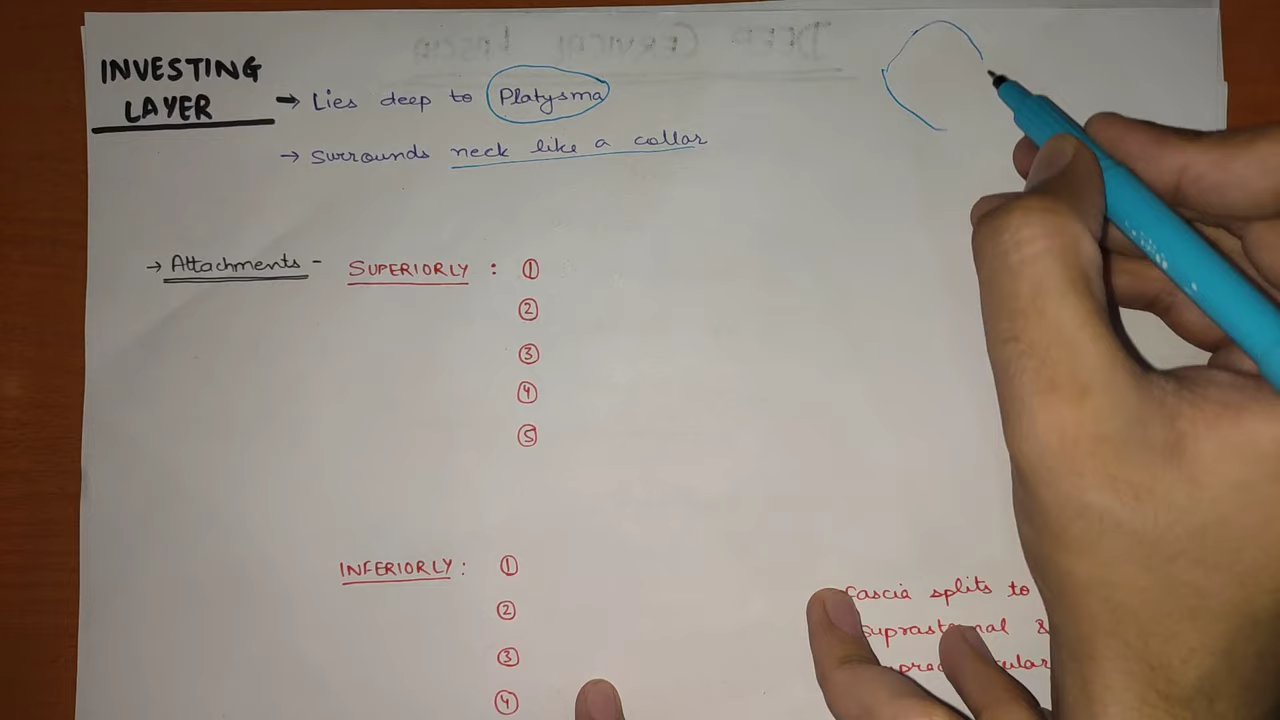 INVESTING
LAYER
→ Lies deep to Platysma
→ Surrounds neck like a collar
→ Attachments - SUPERIORLY : ①
②
③
④
⑤
INFERIORLY : ①
②
③
④
Fascia splits to
&